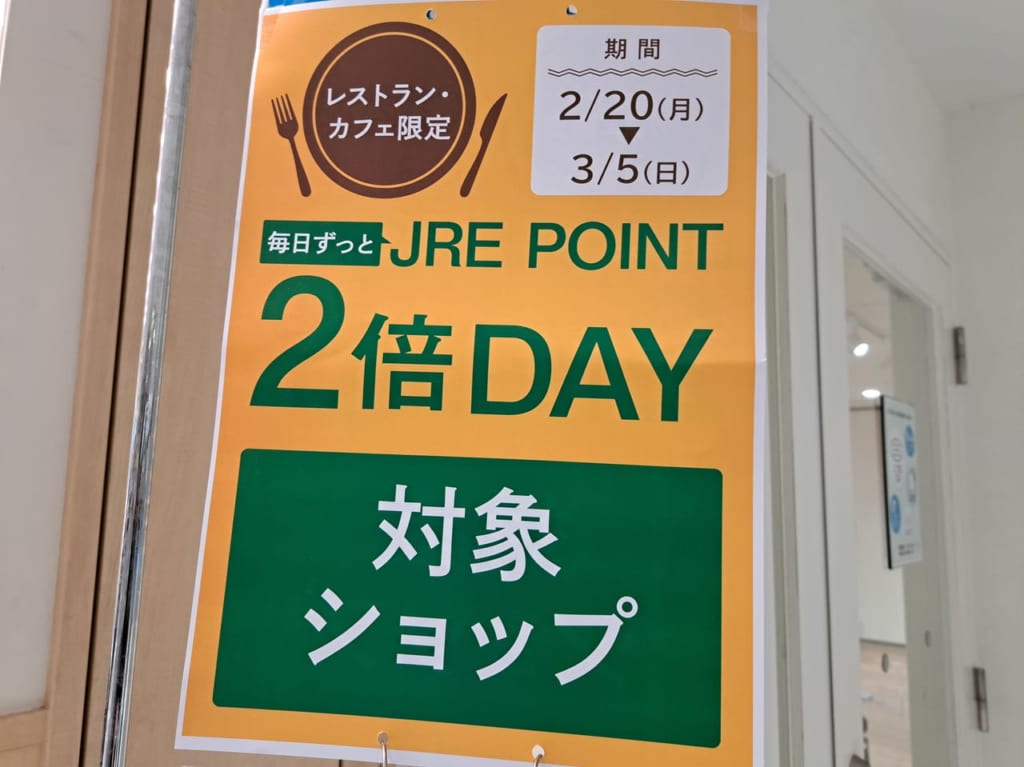 レストラン・
カフェ限定
期間
2/20(月)
▼
3/5(日)
毎日ずっと
JRE POINT
2倍DAY
対象
ショップ